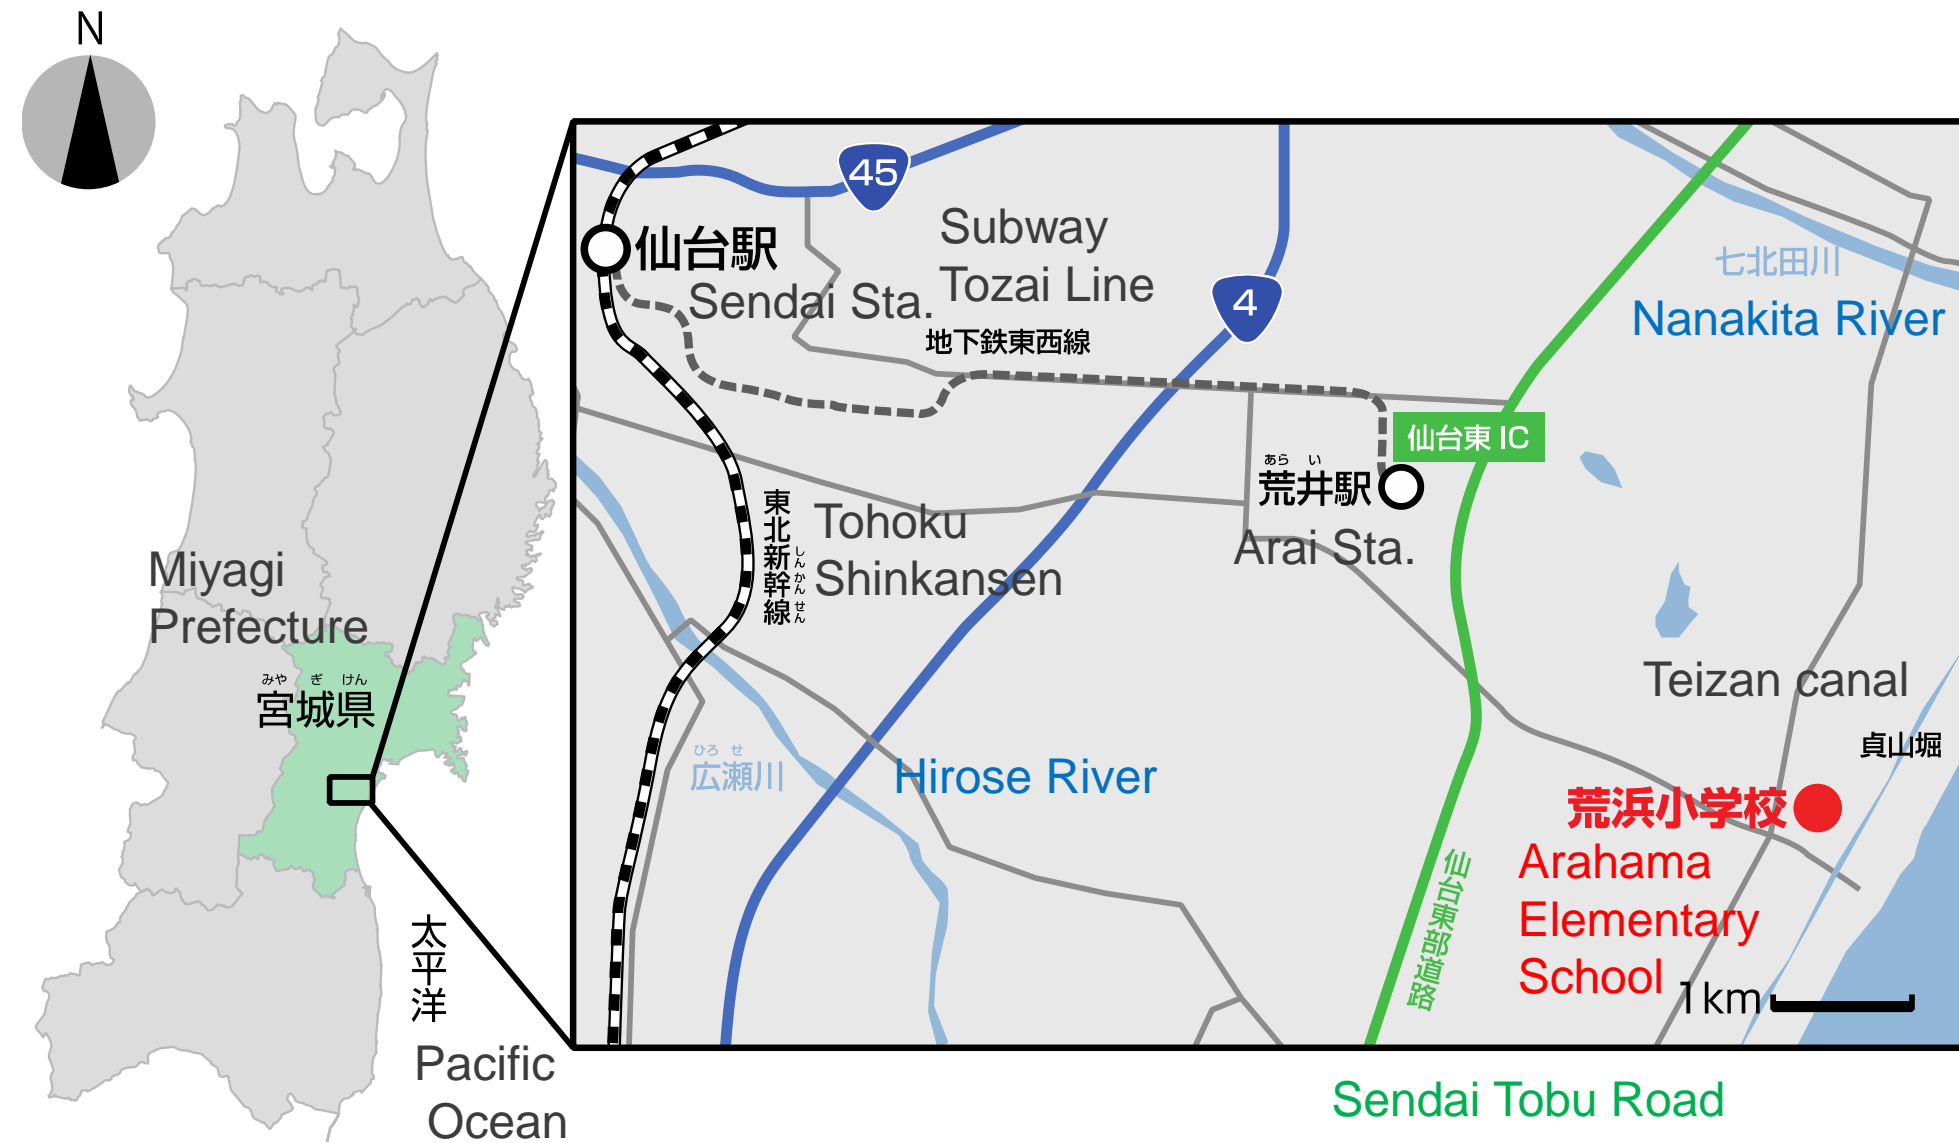 N
45
仙台駅
Sendai Sta.
Subway
Tozai Line
地下鉄東西線
4
七北田川
Nanakita River
仙台東 IC
あら い
荒井駅
Arai Sta.
東北新幹線
しんかんせん
Tohoku
Shinkansen
Miyagi
Prefecture
みや ぎ けん
宮城県
Teizan canal
貞山堀
ひろ せ
広瀬川
Hirose River
荒浜小学校
Arahama
Elementary
School
仙台東部道路
1km
太平洋
Pacific
Ocean
Sendai Tobu Road